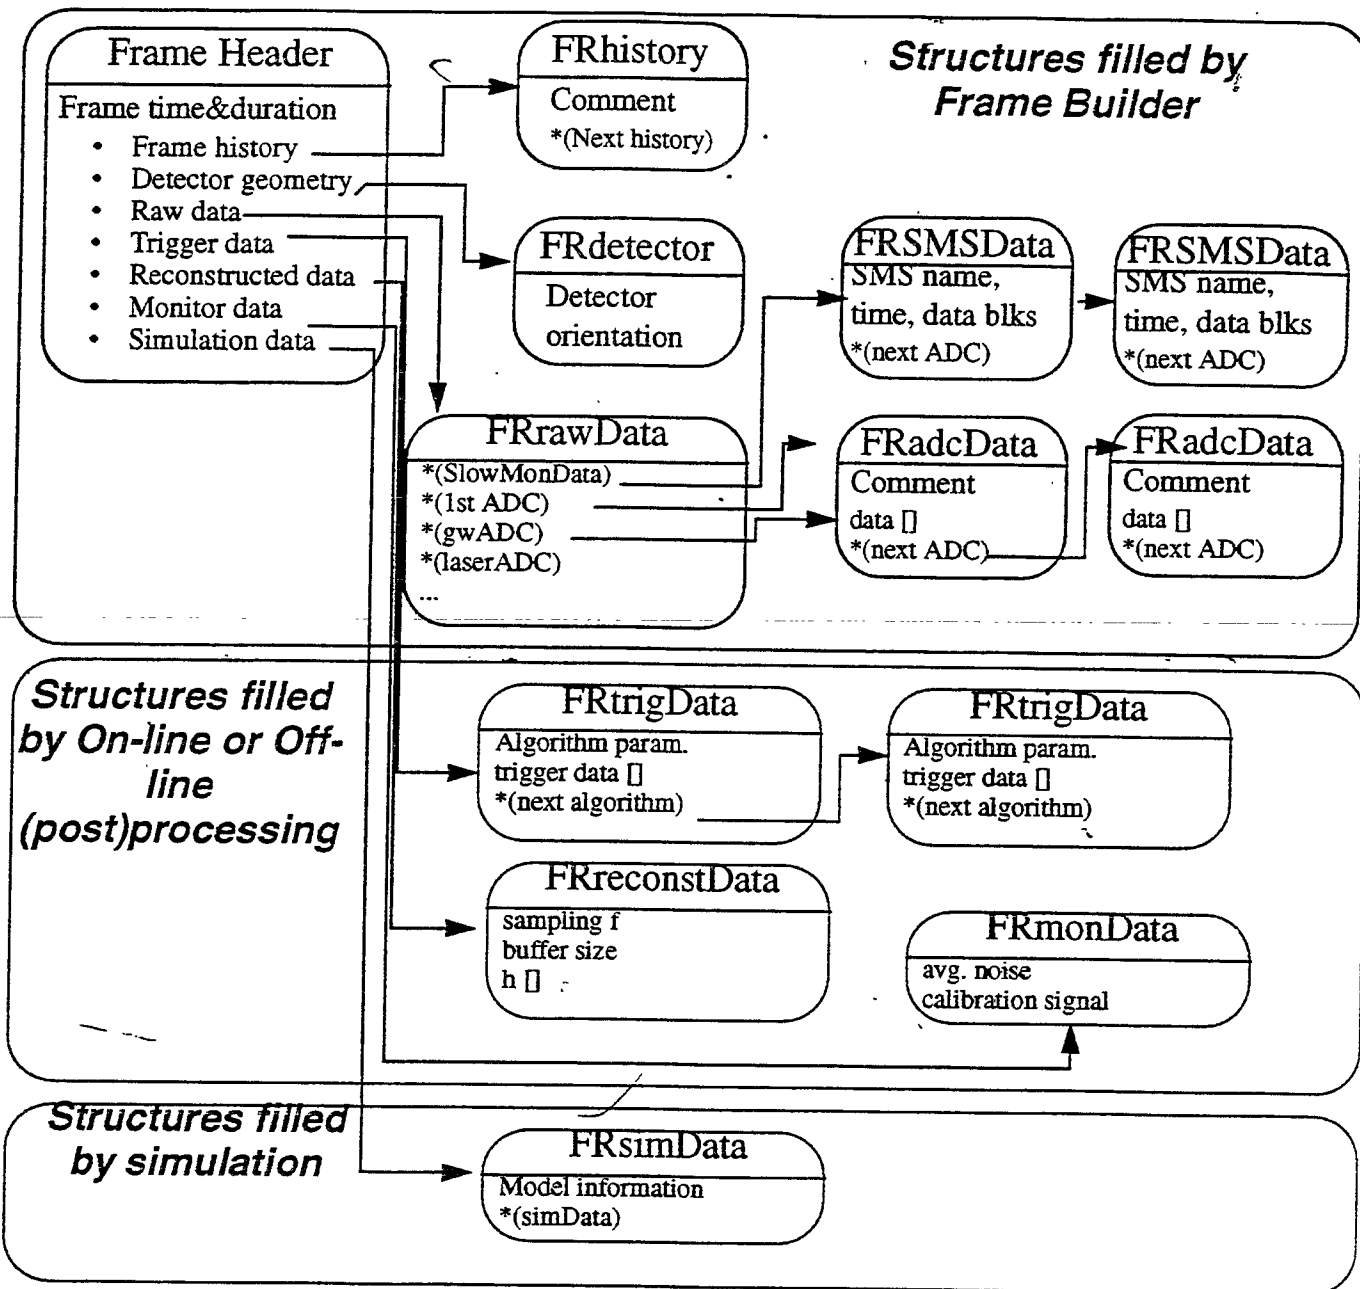 Frame Header
Frame time&duration
• Frame history
• Detector geometry
• Raw data
• Trigger data
• Reconstructed data
• Monitor data
• Simulation data
FRhistory
Comment
*(Next history)
Structures filled by
Frame Builder
FRdetector
Detector
orientation
FRSMSData
SMS name,
time, data blks
*(next ADC)
FRSMSData
SMS name,
time, data blks
*(next ADC)
FRrawData
*(SlowMonData)
*(1st ADC)
*(gwADC)
*(laserADC)
...
FRadcData
Comment
data []
*(next ADC)
FRadcData
Comment
data []
*(next ADC)
Structures filled
by On-line or Off-
line
(post)processing
FRtrigData
Algorithm param.
trigger data []
*(next algorithm)
FRtrigData
Algorithm param.
trigger data []
*(next algorithm)
FRreconstData
sampling f
buffer size
h []
FRmonData
avg. noise
calibration signal
Structures filled
by simulation
FRsimData
Model information
*(simData)